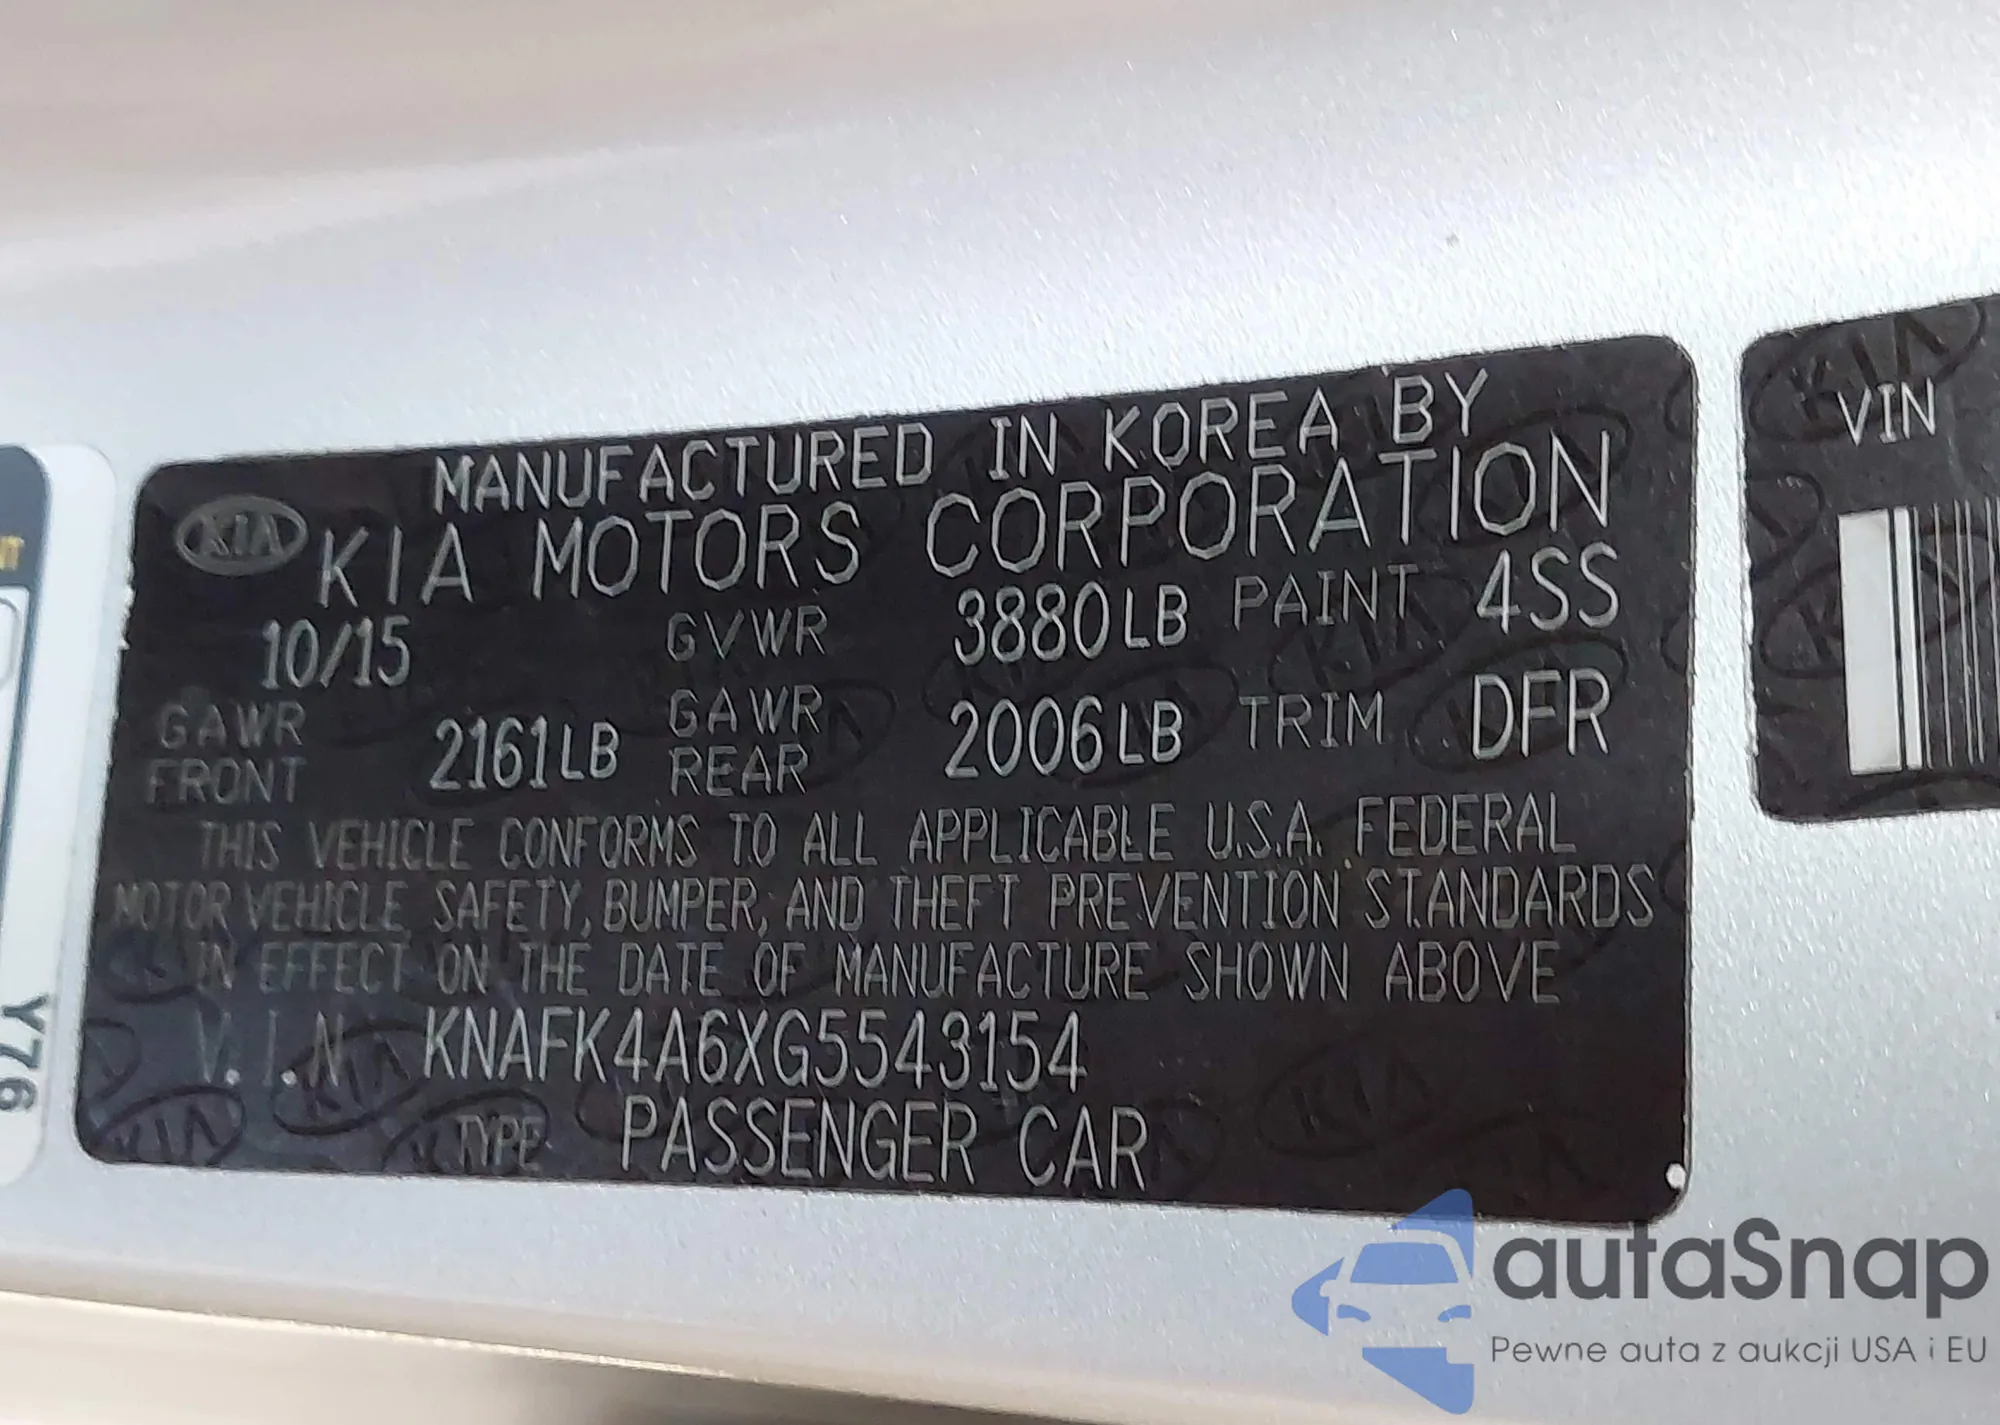 MANUFACTURED IN KOREA BY
KIA KIA MOTORS CORPORATION
10/15 GVWR 3880LB PAINT 4SS
GAWR FRONT 2161LB GAWR REAR 2006LB TRIM DFR
THIS VEHICLE CONFORMS TO ALL APPLICABLE U.S.A. FEDERAL
MOTOR VEHICLE SAFETY, BUMPER, AND THEFT PREVENTION STANDARDS
IN EFFECT ON THE DATE OF MANUFACTURE SHOWN ABOVE
V.I.N KNAFK4A6XG5543154
TYPE PASSENGER CAR
VIN
Y76
autaSnap
Pewne auta z aukcji USA i EU